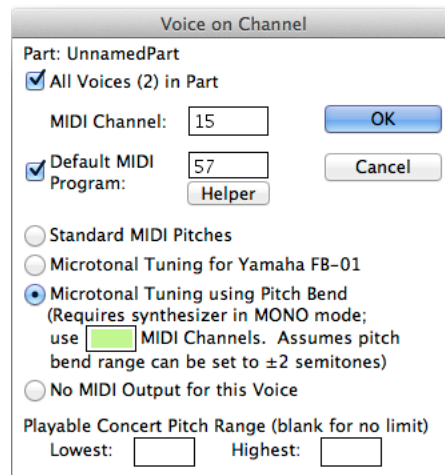 Voice on Channel
Part: UnnamedPart
All Voices (2) in Part
MIDI Channel: 15 OK
Default MIDI 57 Cancel
Program: Helper
Standard MIDI Pitches
Microtonal Tuning for Yamaha FB-01
Microtonal Tuning using Pitch Bend
(Requires synthesizer in MONO mode;
use MIDI Channels. Assumes pitch
bend range can be set to ±2 semitones)
No MIDI Output for this Voice
Playable Concert Pitch Range (blank for no limit)
Lowest: Highest: